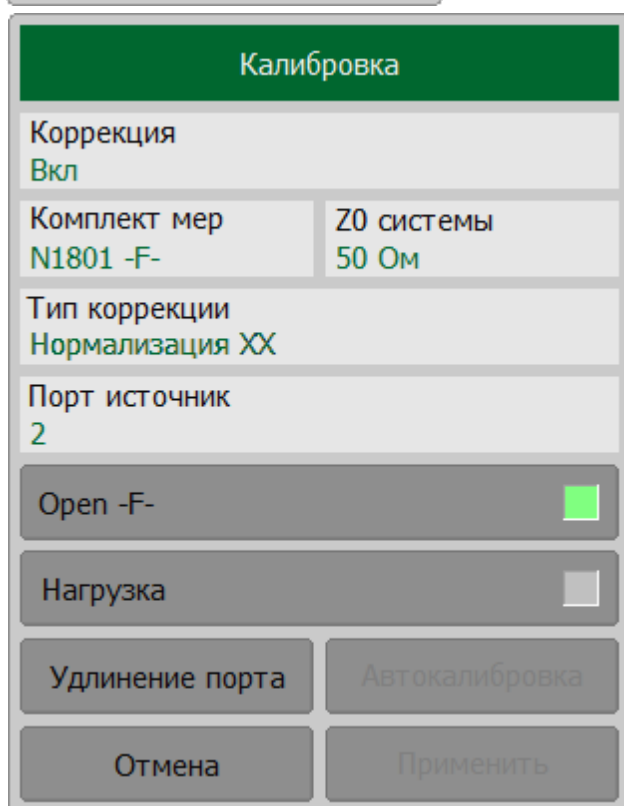 Калибровка
Коррекция
Вкл
Комплект мер
N1801 -F-
Z0 системы
50 Ом
Тип коррекции
Нормализация ХХ
Порт источник
2
Open -F-
Нагрузка
Удлинение порта
Автокалибровка
Отмена
Применить